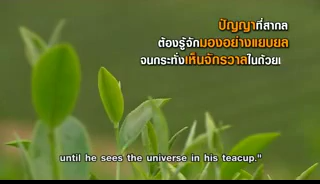 ปัญญาที่สากล
ต้องรู้จักมองอย่างแยบยล
จนกระทั่งเห็นจักรวาลในถ้วย
until he sees the universe in his teacup."